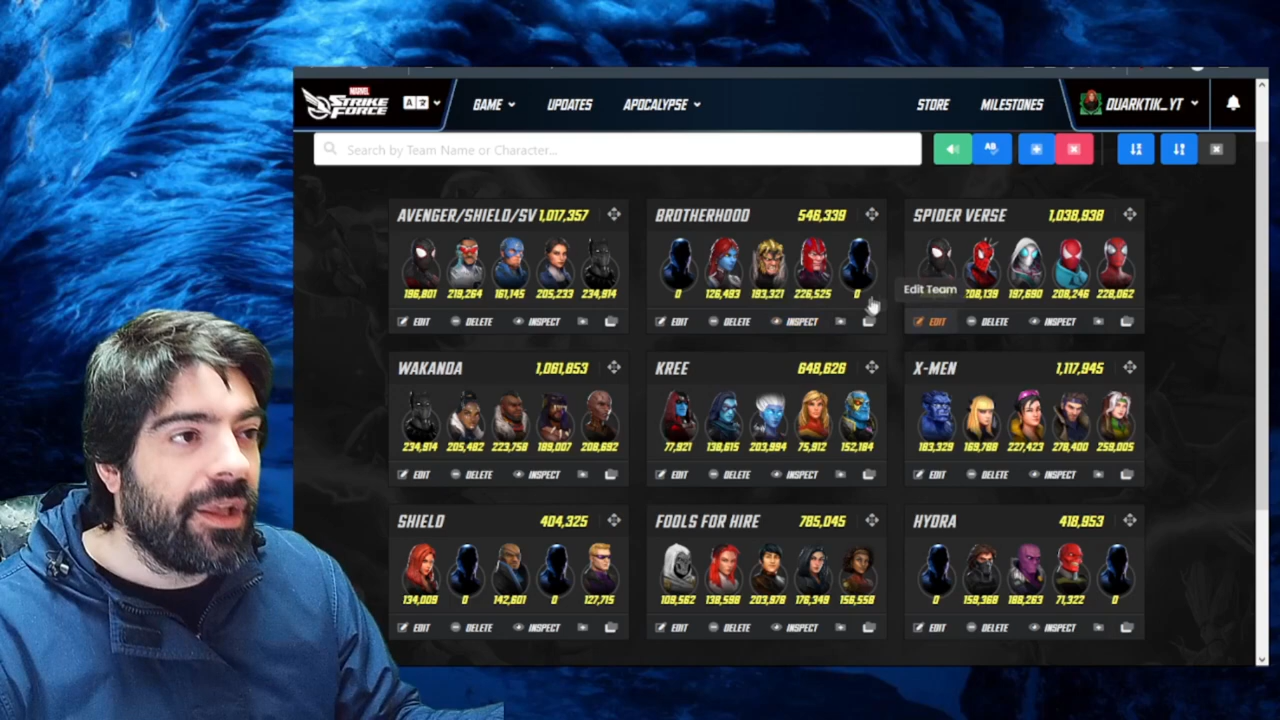 MARVEL
STRIKE
FORCE
GAME
UPDATES
APOCALYPSE
STORE
MILESTONES
QUARKTIK_YT
Search by Team Name or Character...
AVENGER/SHIELD/SV 1,017,357
196,801 219,264 161,145 205,233 234,914
EDIT DELETE INSPECT
BROTHERHOOD 546,339
0 126,493 193,321 226,525 0
EDIT DELETE INSPECT
SPIDER VERSE 1,038,938
Edit Team
208,139 197,690 208,246 228,062
EDIT DELETE INSPECT
WAKANDA 1,061,853
234,914 205,482 223,758 189,007 208,692
EDIT DELETE INSPECT
KREE 648,626
77,921 138,615 203,994 75,912 152,184
EDIT DELETE INSPECT
X-MEN 1,117,945
183,329 169,788 227,423 278,400 259,005
EDIT DELETE INSPECT
SHIELD 404,325
134,009 0 142,601 0 127,715
EDIT DELETE INSPECT
FOOLS FOR HIRE 785,045
109,562 138,598 203,978 176,349 158,558
EDIT DELETE INSPECT
HYDRA 418,953
0 159,368 188,263 71,322 0
EDIT DELETE INSPECT